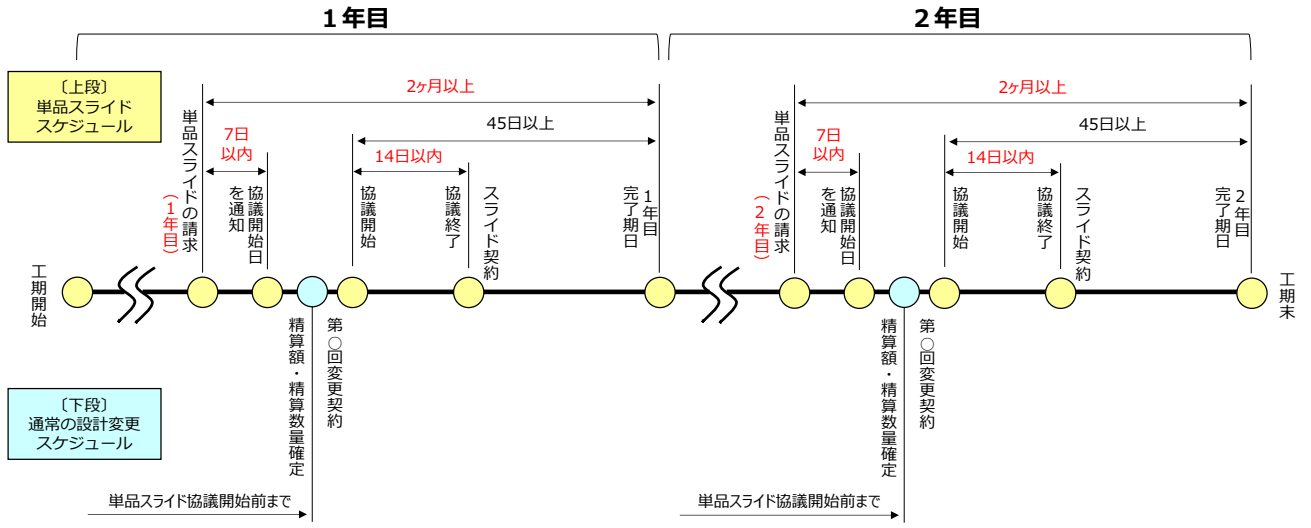 1年目
2年目
〔上段〕
単品スライド
スケジュール
2ヶ月以上
45日以上
7日
以内
14日以内
単品スライドの請求
(1年目)
協議開始日
を通知
協議開始
協議終了
スライド契約
1年目
完了期日
2ヶ月以上
45日以上
7日
以内
14日以内
単品スライドの請求
(2年目)
協議開始日
を通知
協議開始
協議終了
スライド契約
2年目
完了期日
工期開始
工期末
〔下段〕
通常の設計変更
スケジュール
第○回変更契約
精算額・精算数量確定
第○回変更契約
精算額・精算数量確定
単品スライド協議開始前まで
単品スライド協議開始前まで